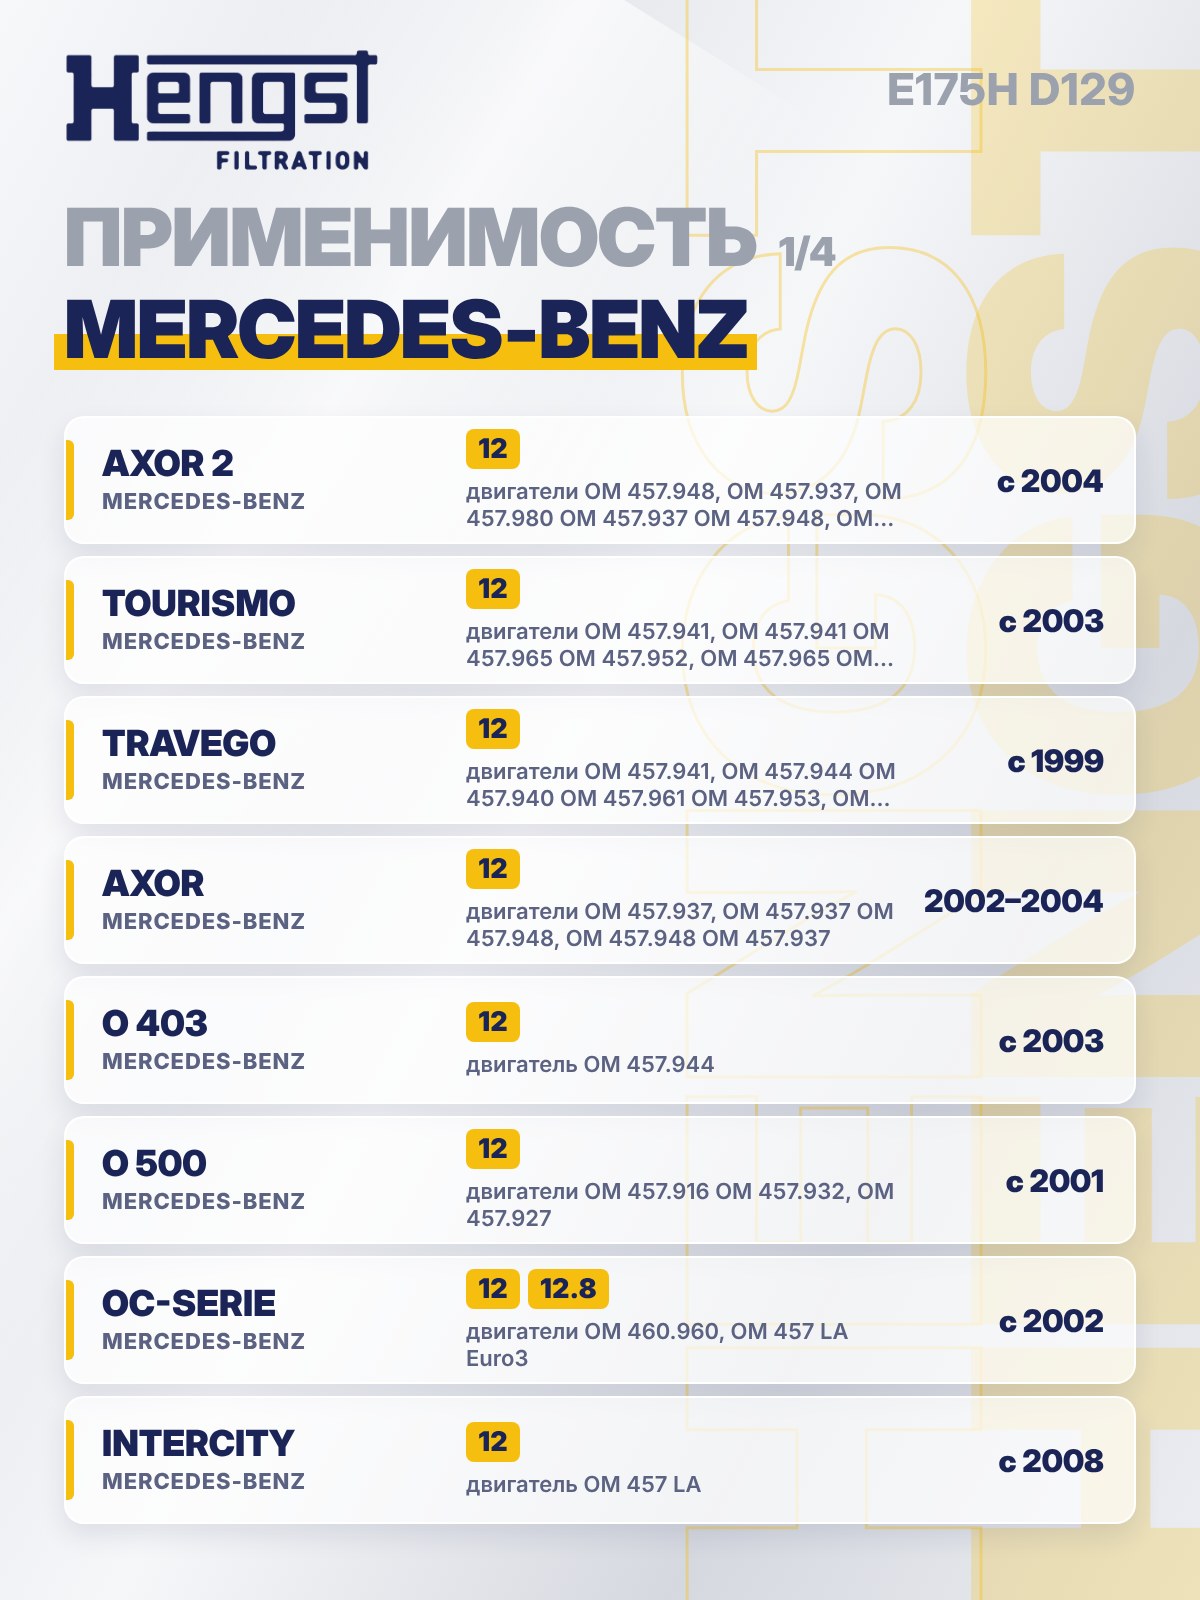 Hengst
FILTRATION
E175H D129
ПРИМЕНИМОСТЬ 1/4
MERCEDES-BENZ
AXOR 2
MERCEDES-BENZ
12
двигатели OM 457.948, OM 457.937, OM
457.980 OM 457.937 OM 457.948, OM...
с 2004
TOURISMO
MERCEDES-BENZ
12
двигатели OM 457.941, OM 457.941 OM
457.965 OM 457.952, OM 457.965 OM...
с 2003
TRAVEGO
MERCEDES-BENZ
12
двигатели OM 457.941, OM 457.944 OM
457.940 OM 457.961 OM 457.953, OM...
с 1999
AXOR
MERCEDES-BENZ
12
двигатели OM 457.937, OM 457.937 OM
457.948, OM 457.948 OM 457.937
2002–2004
O 403
MERCEDES-BENZ
12
двигатель OM 457.944
с 2003
O 500
MERCEDES-BENZ
12
двигатели OM 457.916 OM 457.932, OM
457.927
с 2001
OC-SERIE
MERCEDES-BENZ
12 12.8
двигатели OM 460.960, OM 457 LA
Euro3
с 2002
INTERCITY
MERCEDES-BENZ
12
двигатель OM 457 LA
с 2008
HENGST
HENGST